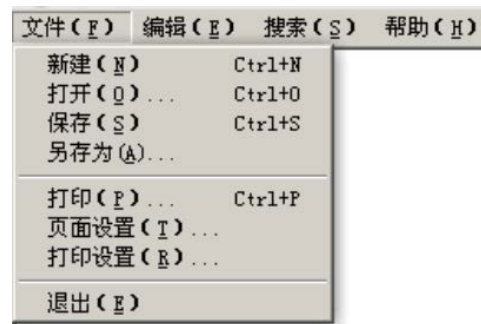 文件(F) 编辑(E) 搜索(S) 帮助(H)
新建(N) Ctrl+N
打开(O)... Ctrl+O
保存(S) Ctrl+S
另存为(A)...
打印(P)... Ctrl+P
页面设置(T)...
打印设置(R)...
退出(E)